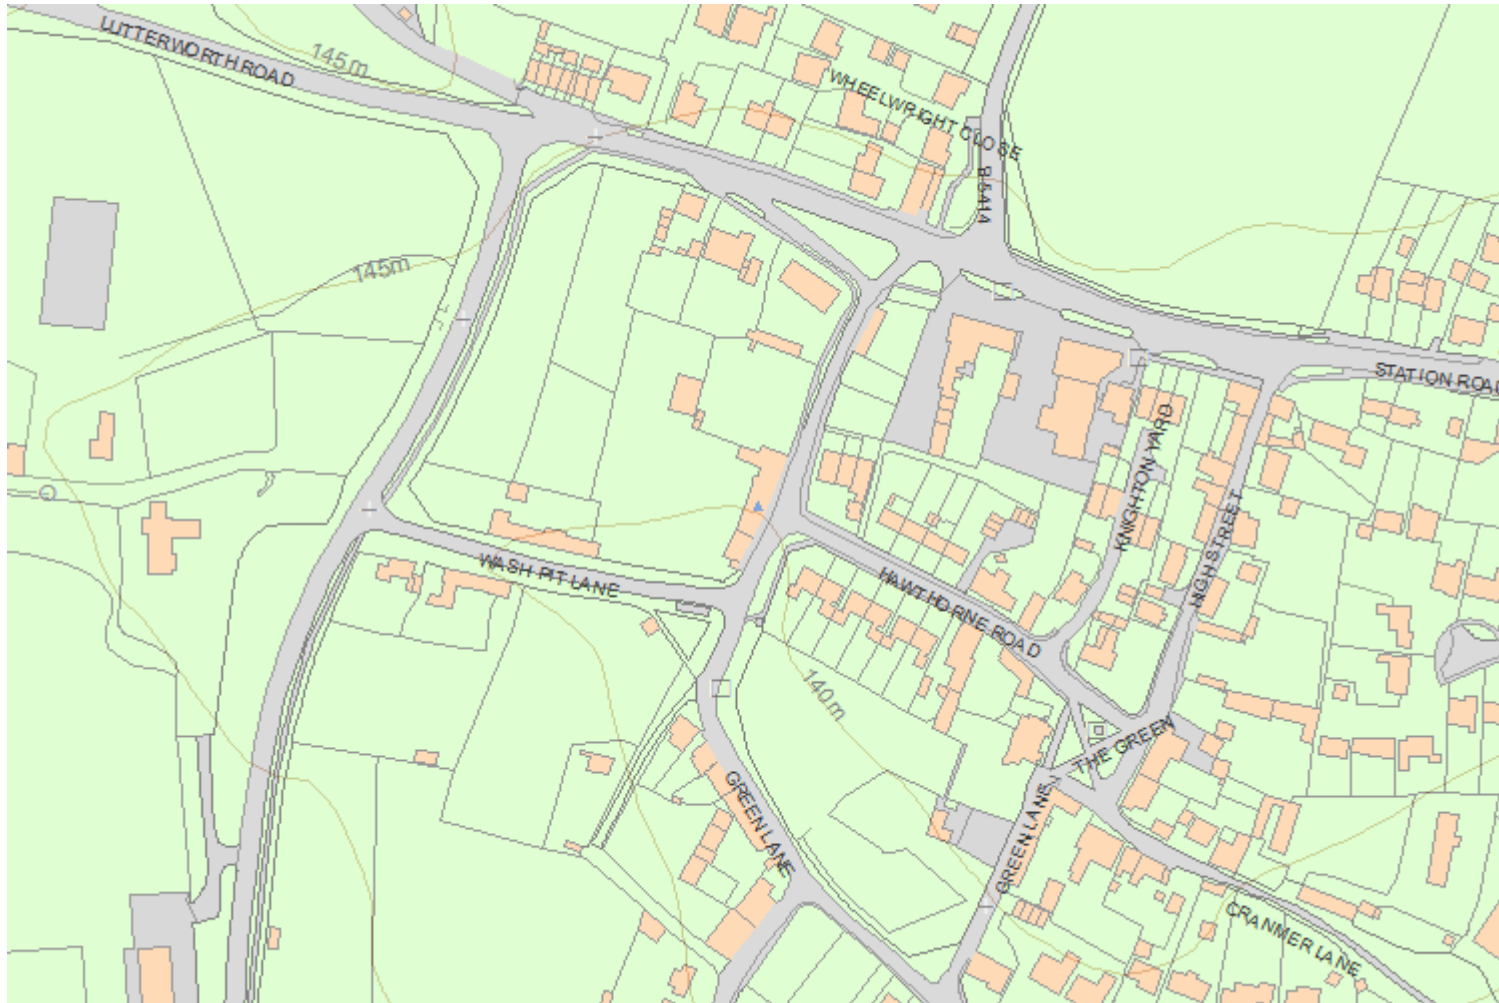 LUTTERWORTH ROAD
145m
WHEELWRIGHT CLOSE
B5414
145m
STATION ROAD
KNIGHTON YARD
HIGH STREET
WASH PIT LANE
HAWTHORNE ROAD
140m
THE GREEN
GREEN LANE
GREEN LANE
CRANMER LANE